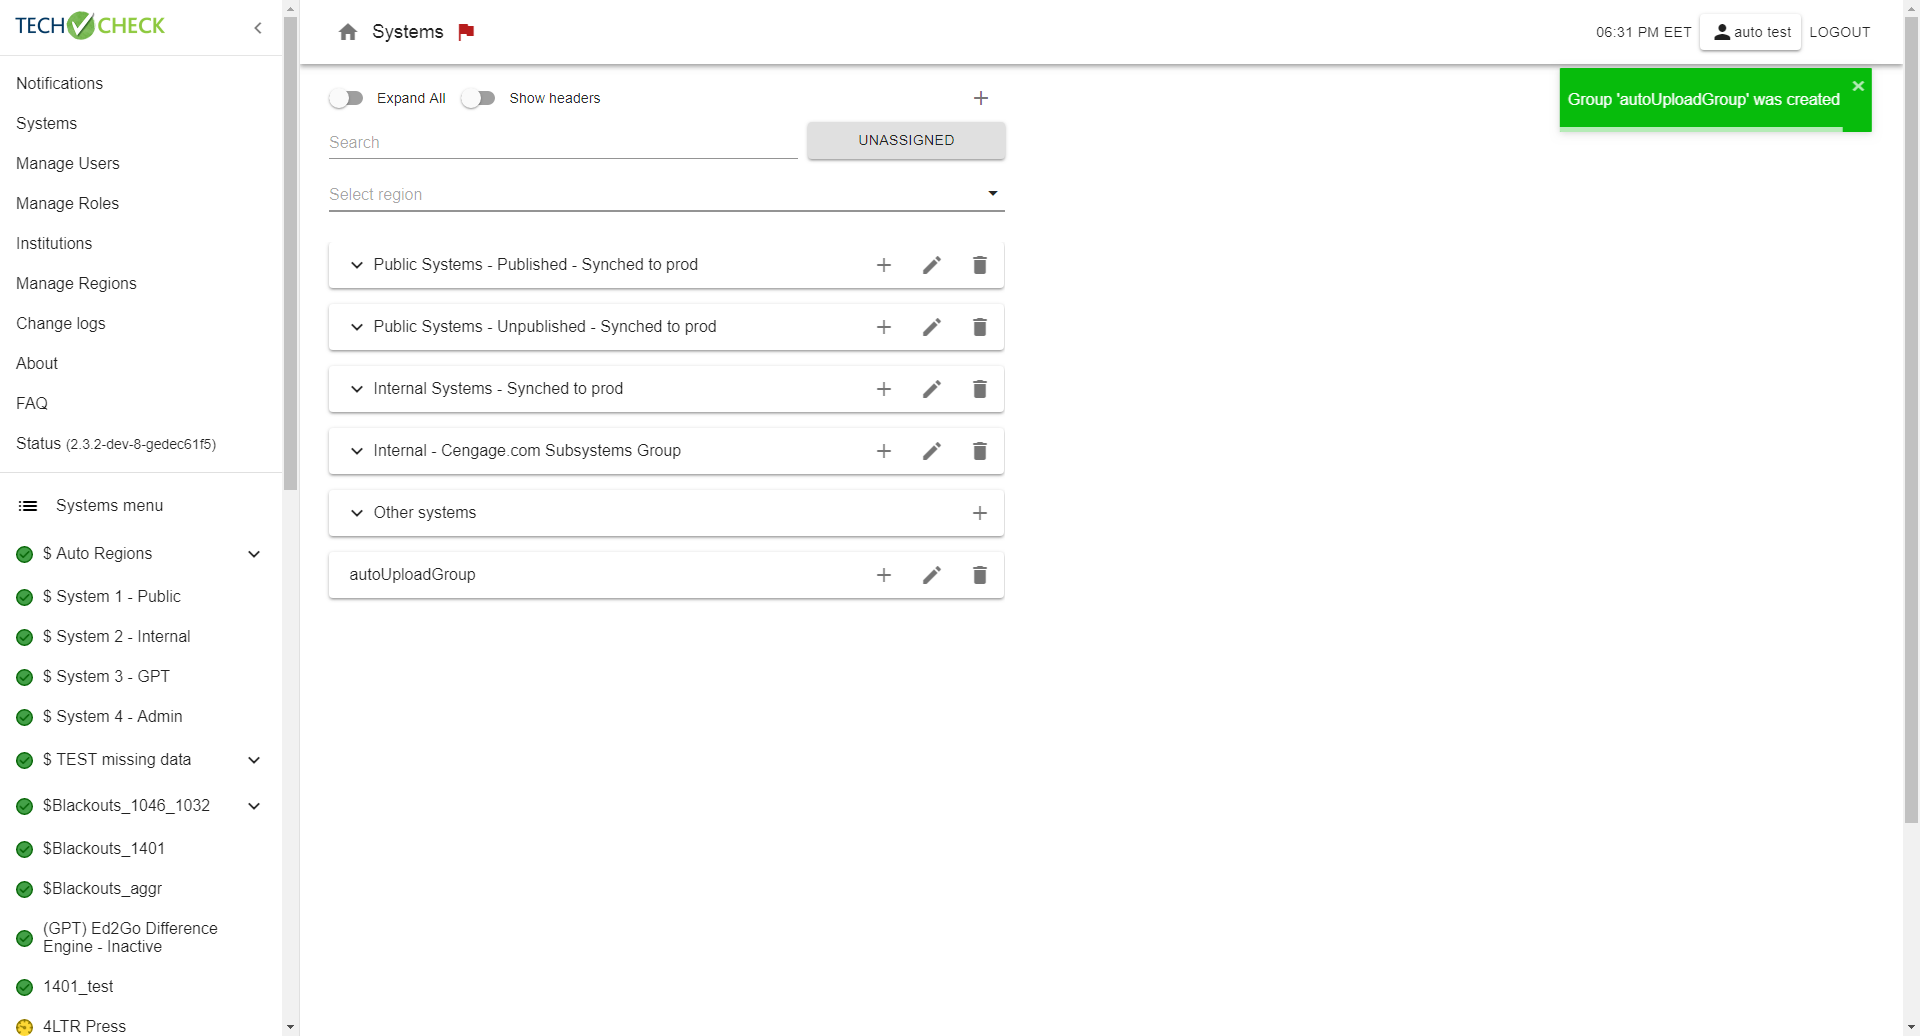 TECH CHECK
Notifications
Systems
Manage Users
Manage Roles
Institutions
Manage Regions
Change logs
About
FAQ
Status (2.3.2-dev-8-gedec61f5)
Systems menu
$ Auto Regions
$ System 1 - Public
$ System 2 - Internal
$ System 3 - GPT
$ System 4 - Admin
$ TEST missing data
$Blackouts_1046_1032
$Blackouts_1401
$Blackouts_aggr
(GPT) Ed2Go Difference
Engine - Inactive
1401_test
4LTR Press
Systems
06:31 PM EET
auto test
LOGOUT
Group 'autoUploadGroup' was created
Expand All
Show headers
Search
UNASSIGNED
Select region
Public Systems - Published - Synched to prod
Public Systems - Unpublished - Synched to prod
Internal Systems - Synched to prod
Internal - Cengage.com Subsystems Group
Other systems
autoUploadGroup